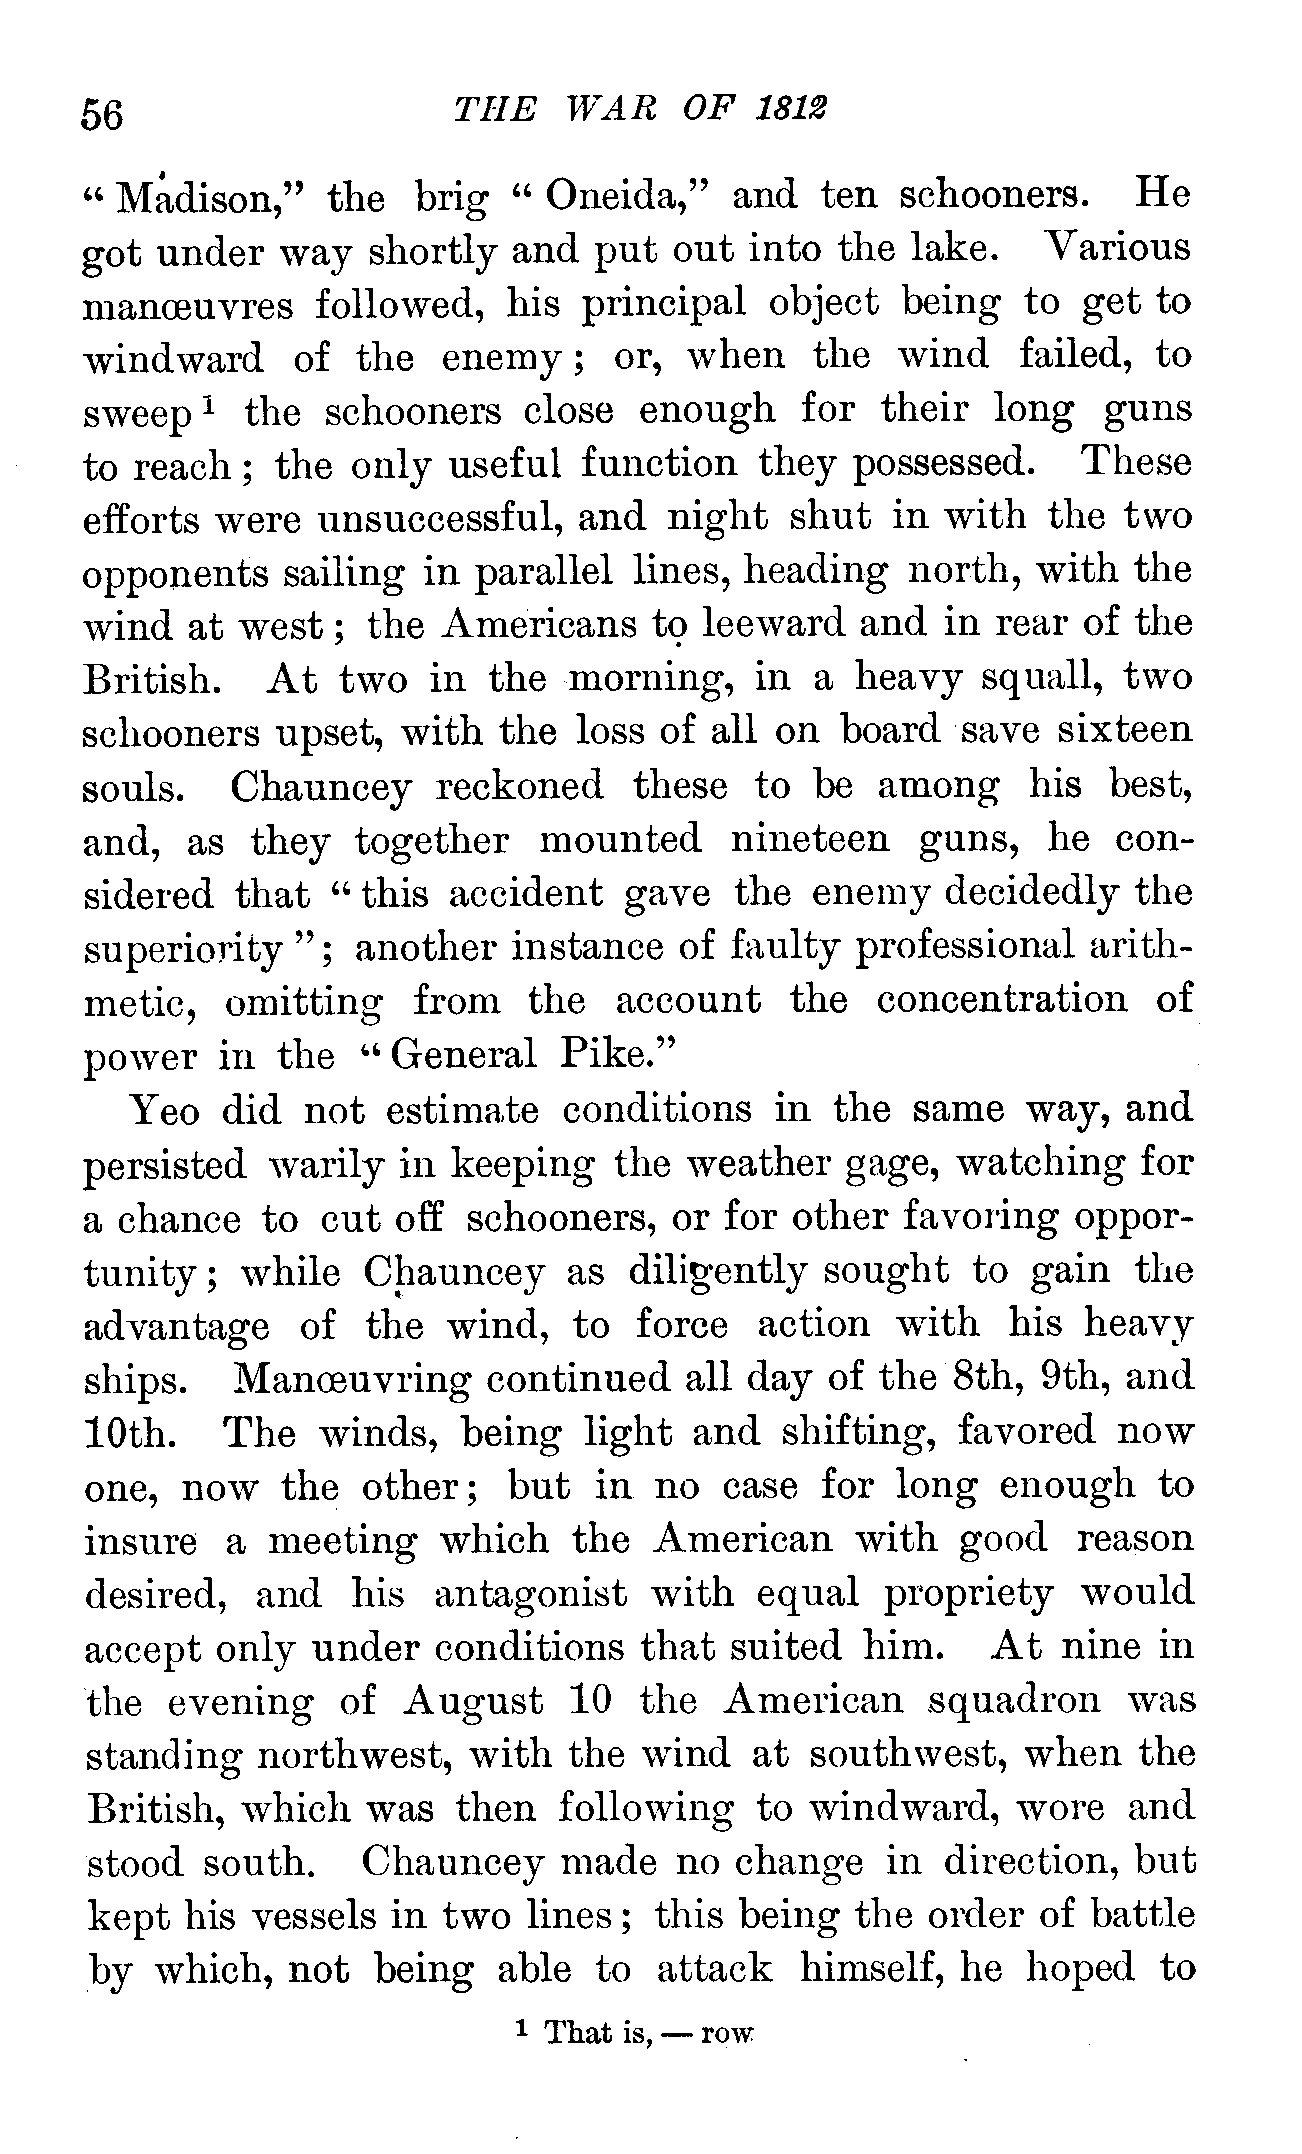 56 THE WAR OF 1812
“ Madison,” the brig “ Oneida,” and ten schooners. He
got under way shortly and put out into the lake. Various
manœuvres followed, his principal object being to get to
windward of the enemy ; or, when the wind failed, to
sweep ¹ the schooners close enough for their long guns
to reach ; the only useful function they possessed. These
efforts were unsuccessful, and night shut in with the two
opponents sailing in parallel lines, heading north, with the
wind at west ; the Americans to leeward and in rear of the
British. At two in the morning, in a heavy squall, two
schooners upset, with the loss of all on board save sixteen
souls. Chauncey reckoned these to be among his best,
and, as they together mounted nineteen guns, he con-
sidered that “ this accident gave the enemy decidedly the
superiority ” ; another instance of faulty professional arith-
metic, omitting from the account the concentration of
power in the “ General Pike.”
Yeo did not estimate conditions in the same way, and
persisted warily in keeping the weather gage, watching for
a chance to cut off schooners, or for other favoring oppor-
tunity ; while Chauncey as diligently sought to gain the
advantage of the wind, to force action with his heavy
ships. Manœuvring continued all day of the 8th, 9th, and
10th. The winds, being light and shifting, favored now
one, now the other ; but in no case for long enough to
insure a meeting which the American with good reason
desired, and his antagonist with equal propriety would
accept only under conditions that suited him. At nine in
the evening of August 10 the American squadron was
standing northwest, with the wind at southwest, when the
British, which was then following to windward, wore and
stood south. Chauncey made no change in direction, but
kept his vessels in two lines ; this being the order of battle
by which, not being able to attack himself, he hoped to
¹ That is, — row.